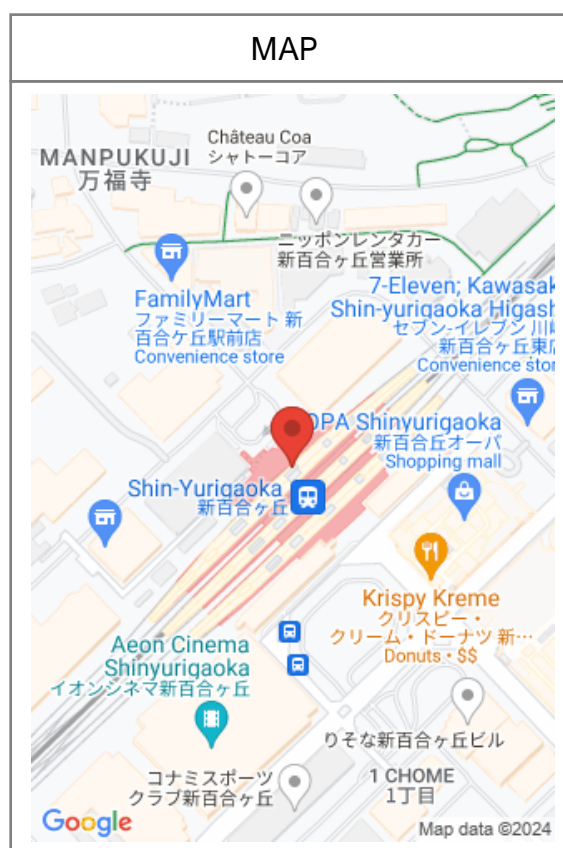 MAP
Château Coa
シャトーコア
MANPUKUJI
万福寺
ニッポンレンタカー
新百合ヶ丘営業所
FamilyMart
ファミリーマート 新
百合ケ丘駅前店
Convenience store
7-Eleven; Kawasak
Shin-yurigaoka Higash
セブン-イレブン 川崎
新百合ヶ丘東店
Convenience stor
OPA Shinyurigaoka
新百合丘オーパ
Shopping mall
Shin-Yurigaoka
新百合ヶ丘
Krispy Kreme
クリスピー・
クリーム・ドーナツ 新…
Donuts・$$
Aeon Cinema
Shinyurigaoka
イオンシネマ新百合ヶ丘
りそな新百合ヶ丘ビル
コナミスポーツ
クラブ新百合ヶ丘
1 CHOME
1丁目
Google
Map data ©2024